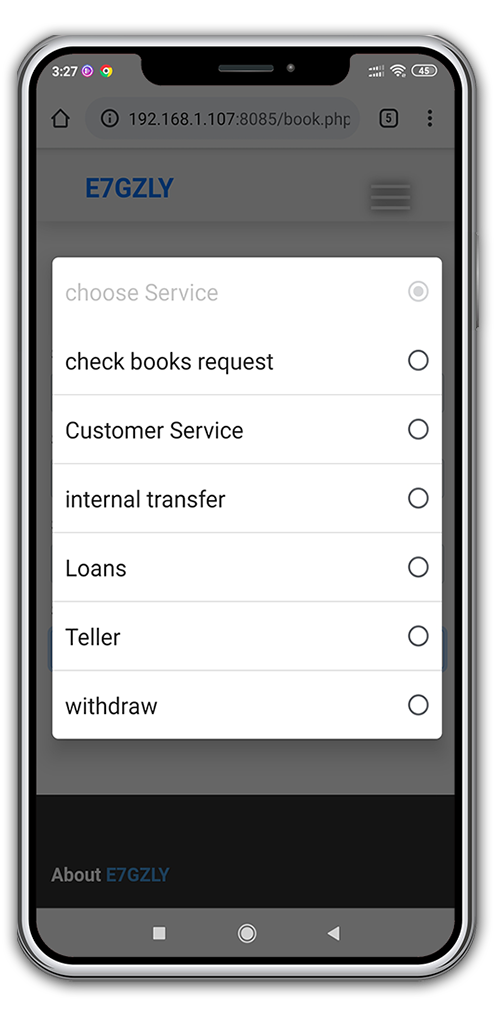 3:27
45
192.168.1.107:8085/book.php
5
E7GZLY
choose Service
check books request
Customer Service
internal transfer
Loans
Teller
withdraw
About E7GZLY